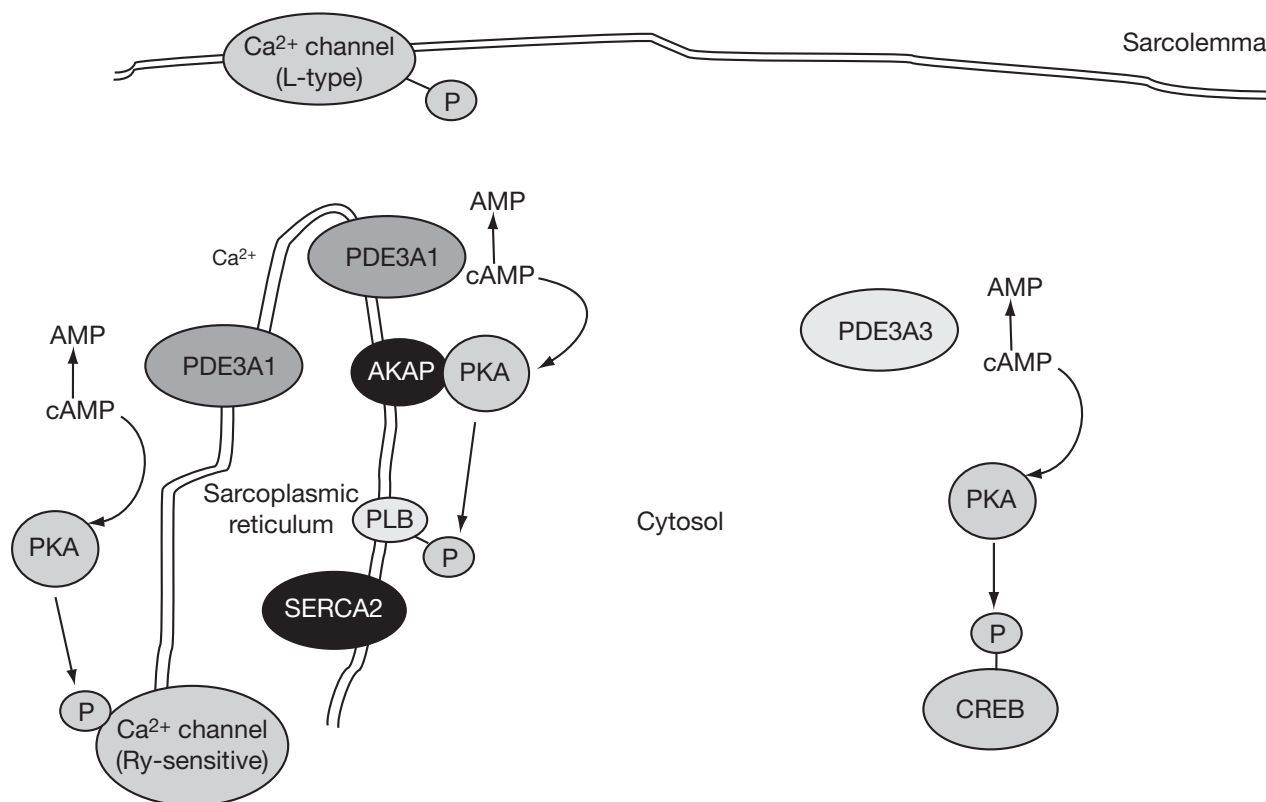 Ca²⁺ channel
(L-type)
P
Sarcolemma
AMP
cAMP
PDE3A1
Ca²⁺
AKAP
PKA
AMP
cAMP
PDE3A1
PKA
P
Ca²⁺ channel
(Ry-sensitive)
Sarcoplasmic
reticulum
PLB
P
SERCA2
Cytosol
PDE3A3
AMP
cAMP
PKA
P
CREB